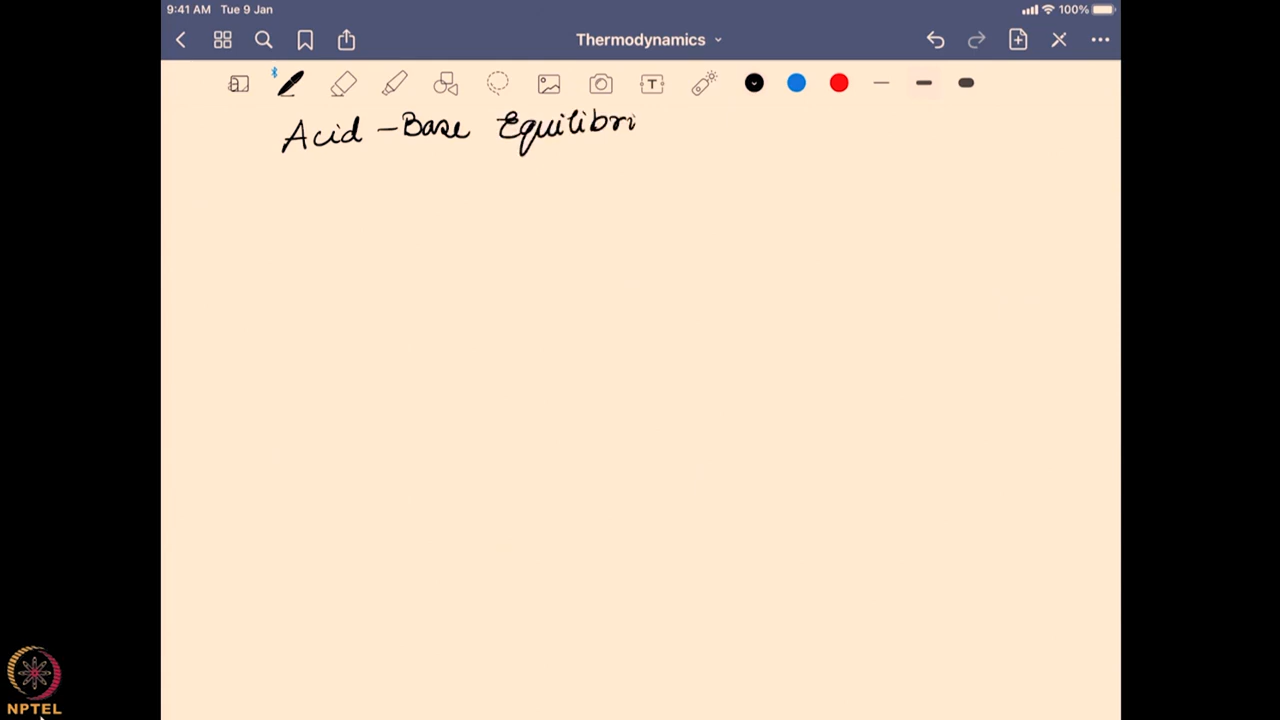 9:41 AM Tue 9 Jan 100%
Thermodynamics
T
Acid - Base Equilibri
NPTEL